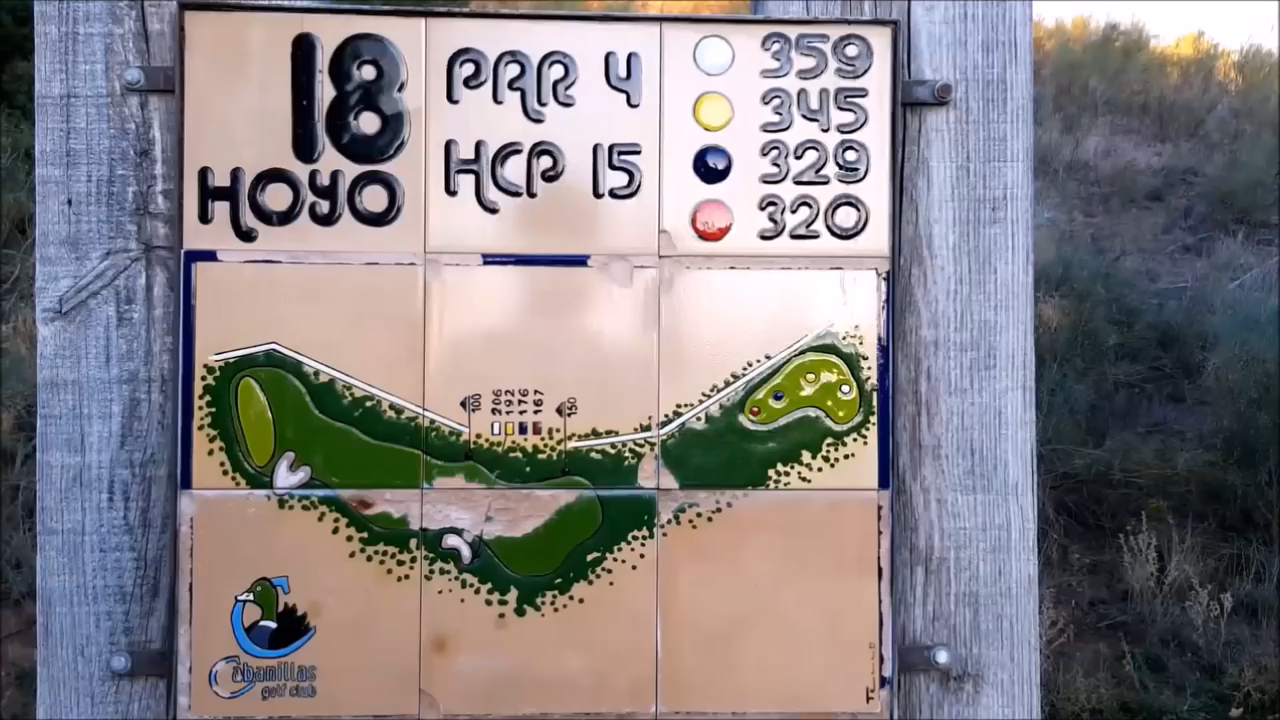 18
HOYO
PAR 4
HCP 15
359
345
329
320
100
206
192
176
167
150
Cabanillas
golf club